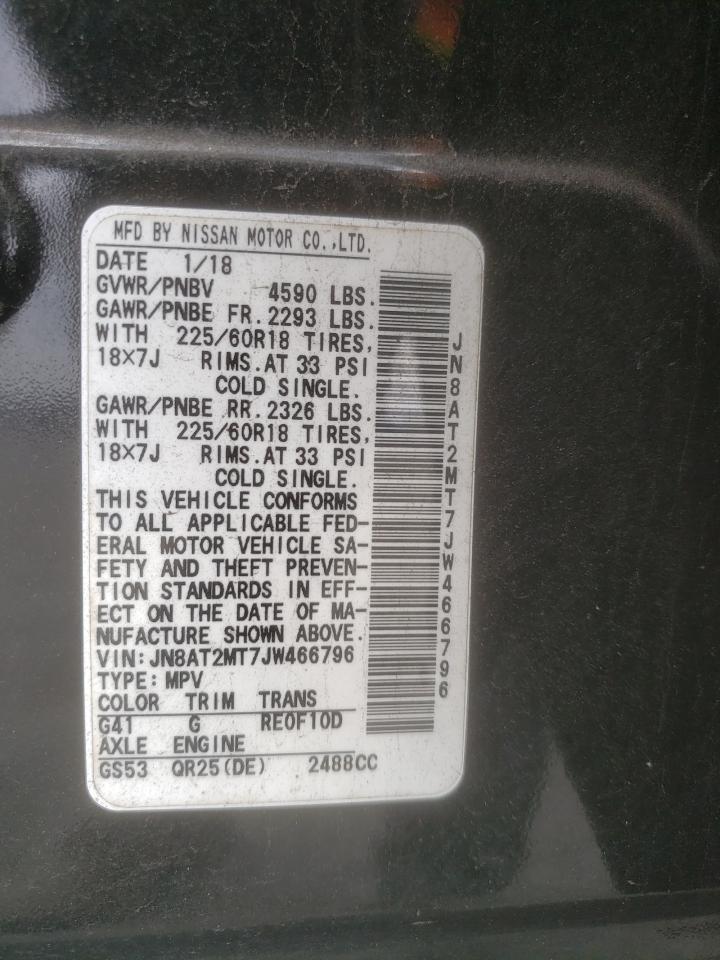 MFD BY NISSAN MOTOR CO.,LTD.
DATE 1/18
GVWR/PNBV 4590 LBS.
GAWR/PNBE FR.2293 LBS.
WITH 225/60R18 TIRES,
18×7J RIMS.AT 33 PSI
COLD SINGLE.
GAWR/PNBE RR.2326 LBS.
WITH 225/60R18 TIRES,
18×7J RIMS.AT 33 PSI
COLD SINGLE.
THIS VEHICLE CONFORMS
TO ALL APPLICABLE FED-
ERAL MOTOR VEHICLE SA-
FETY AND THEFT PREVEN-
TION STANDARDS IN EFF-
ECT ON THE DATE OF MA-
NUFACTURE SHOWN ABOVE.
VIN:JN8AT2MT7JW466796
TYPE:MPV
COLOR TRIM TRANS
G41 G RE0F10D
AXLE ENGINE
GS53 QR25(DE) 2488CC
JN8AT2MT7JW466796